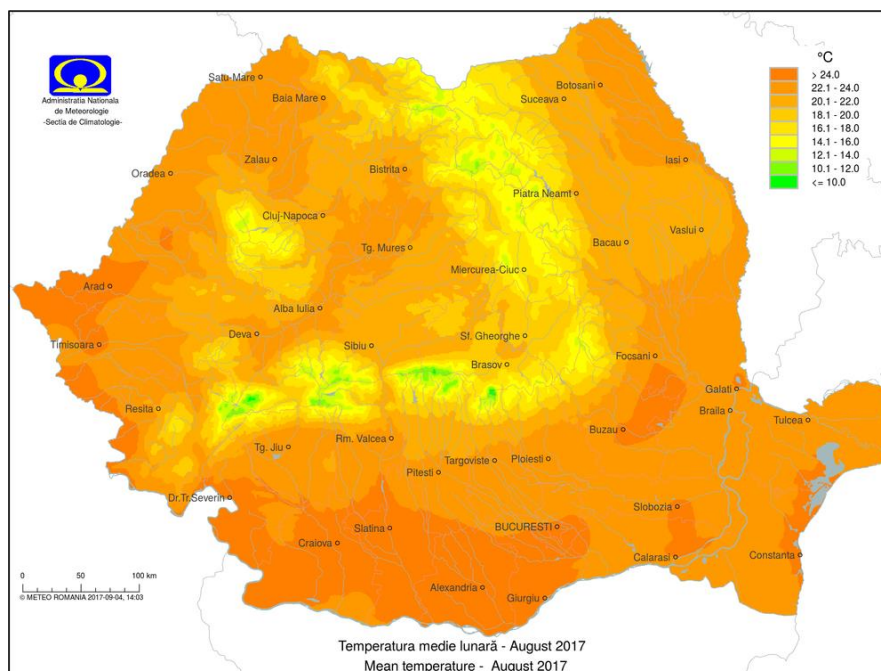 Administratia Nationala
de Meteorologie
-Sectia de Climatologie-
°C
> 24.0
22.1 - 24.0
20.1 - 22.0
18.1 - 20.0
16.1 - 18.0
14.1 - 16.0
12.1 - 14.0
10.1 - 12.0
<= 10.0
Satu-Mare
Baia Mare
Botosani
Suceava
Zalau
Iasi
Oradea
Bistrita
Piatra Neamt
Cluj-Napoca
Vaslui
Bacau
Tg. Mures
Miercurea-Ciuc
Arad
Alba Iulia
Deva
Sf. Gheorghe
Timisoara
Sibiu
Focsani
Brasov
Galati
Resita
Braila
Tulcea
Buzau
Rm. Valcea
Tg. Jiu
Targoviste
Ploiesti
Pitesti
Dr.Tr.Severin
Slobozia
Slatina
BUCURESTI
Craiova
Calarasi
Constanta
Alexandria
Giurgiu
0 50 100 km
© METEO ROMANIA 2017-09-04, 14:03
Temperatura medie lunară - August 2017
Mean temperature - August 2017